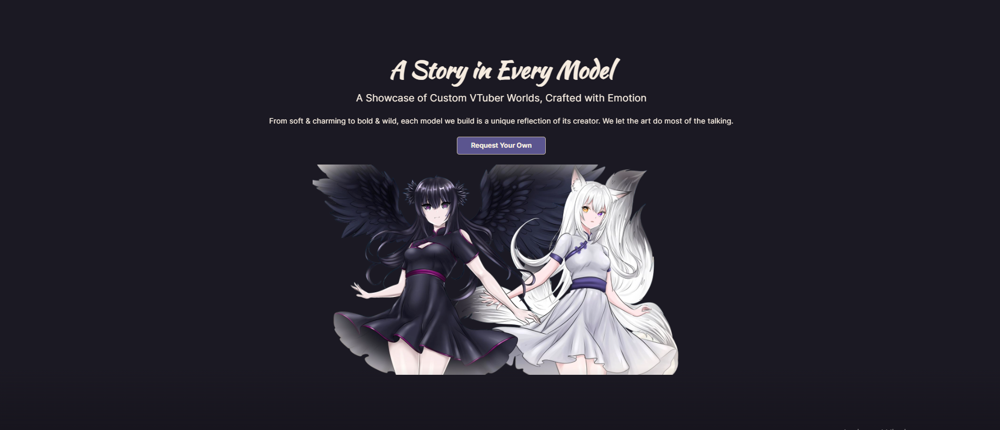 A Story in Every Model
A Showcase of Custom VTuber Worlds, Crafted with Emotion
From soft & charming to bold & wild, each model we build is a unique reflection of its creator. We let the art do most of the talking.
Request Your Own